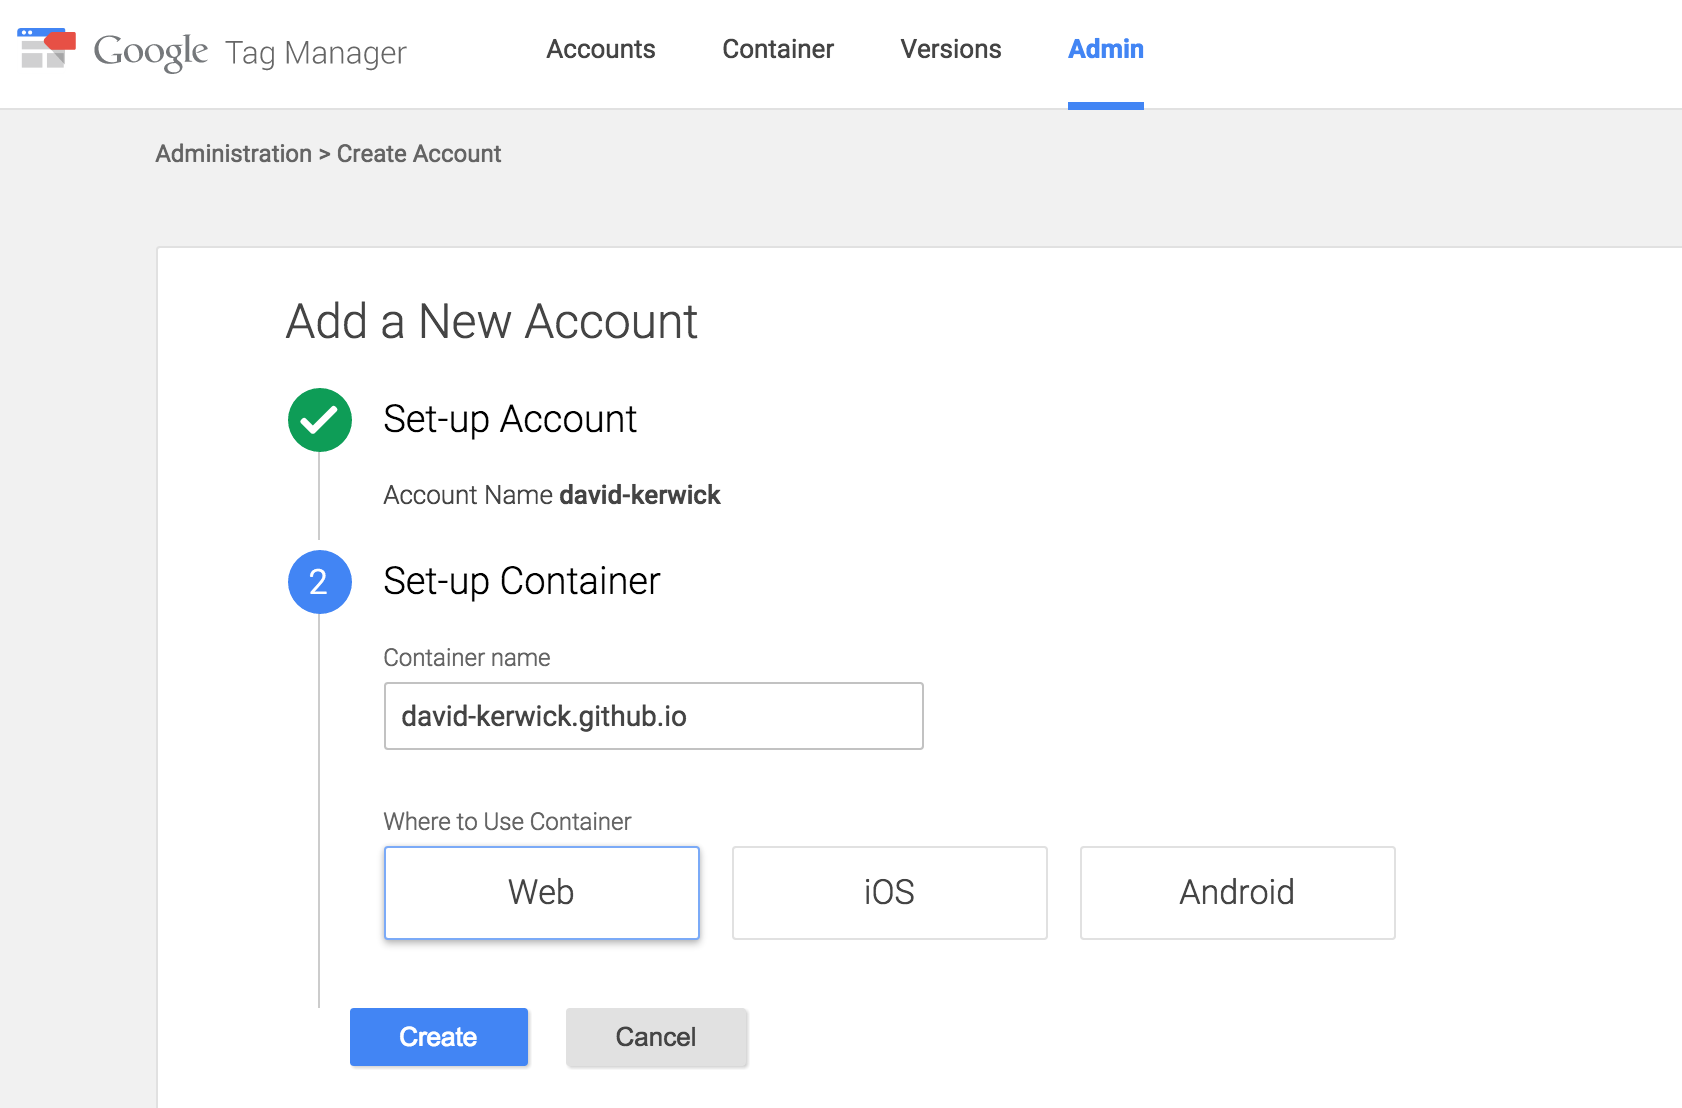 Google Tag Manager Accounts Container Versions Admin
Administration > Create Account
Add a New Account
Set-up Account
Account Name david-kerwick
2 Set-up Container
Container name
david-kerwick.github.io
Where to Use Container
Web iOS Android
Create Cancel